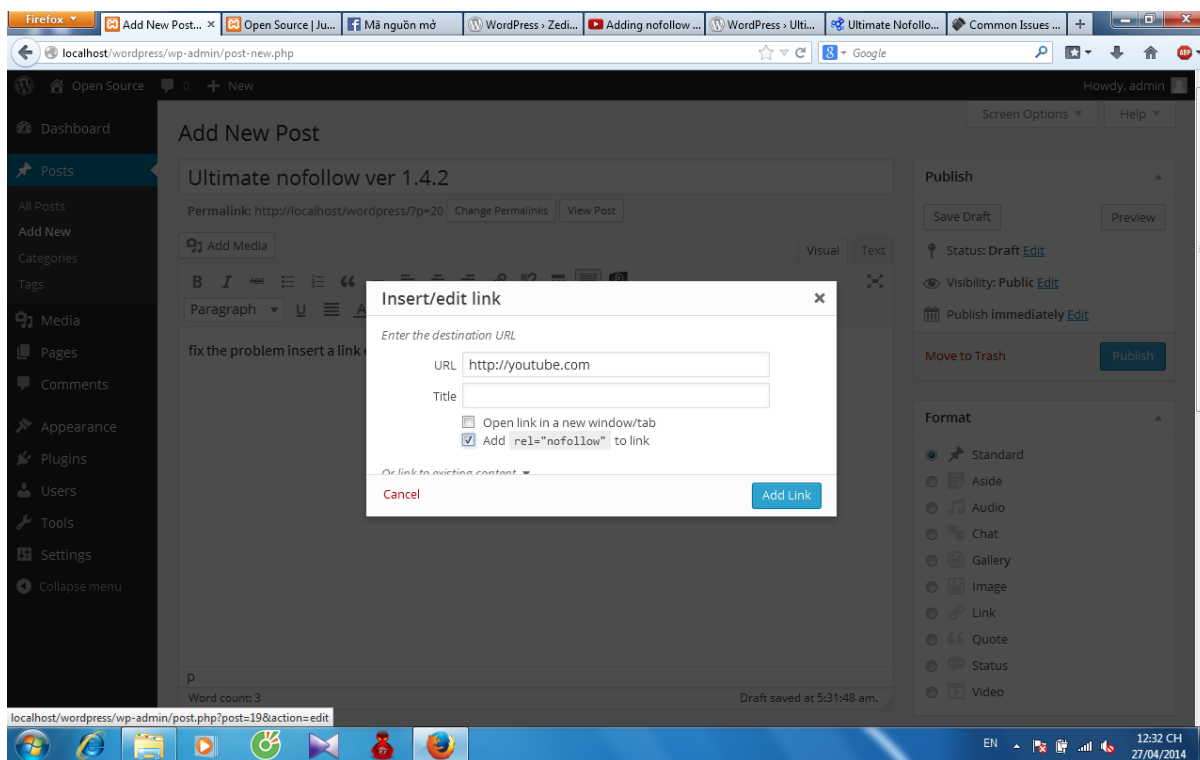 Firefox
Add New Post... ×
Open Source | Ju...
Mã nguồn mở
WordPress › Zedi...
Adding nofollow ...
WordPress › Ulti...
Ultimate Nofollo...
Common Issues ...
localhost/wordpress/wp-admin/post-new.php
Google
ABP
Open Source 0 + New
Howdy, admin
Screen Options
Help
Dashboard
Posts
All Posts
Add New
Categories
Tags
Media
Pages
Comments
Appearance
Plugins
Users
Tools
Settings
Collapse menu
Add New Post
Ultimate nofollow ver 1.4.2
Permalink: http://localhost/wordpress/?p=20 Change Permalinks View Post
Add Media
Visual Text
B I ABC
Paragraph U A
fix the problem insert a link
Insert/edit link
Enter the destination URL
URL http://youtube.com
Title
Open link in a new window/tab
Add rel="nofollow" to link
Or link to existing content
Cancel
Add Link
p
Word count: 3
Draft saved at 5:31:48 am.
Publish
Save Draft
Preview
Status: Draft Edit
Visibility: Public Edit
Publish immediately Edit
Move to Trash
Publish
Format
Standard
Aside
Audio
Chat
Gallery
Image
Link
Quote
Status
Video
localhost/wordpress/wp-admin/post.php?post=19&action=edit
EN
12:32 CH
27/04/2014